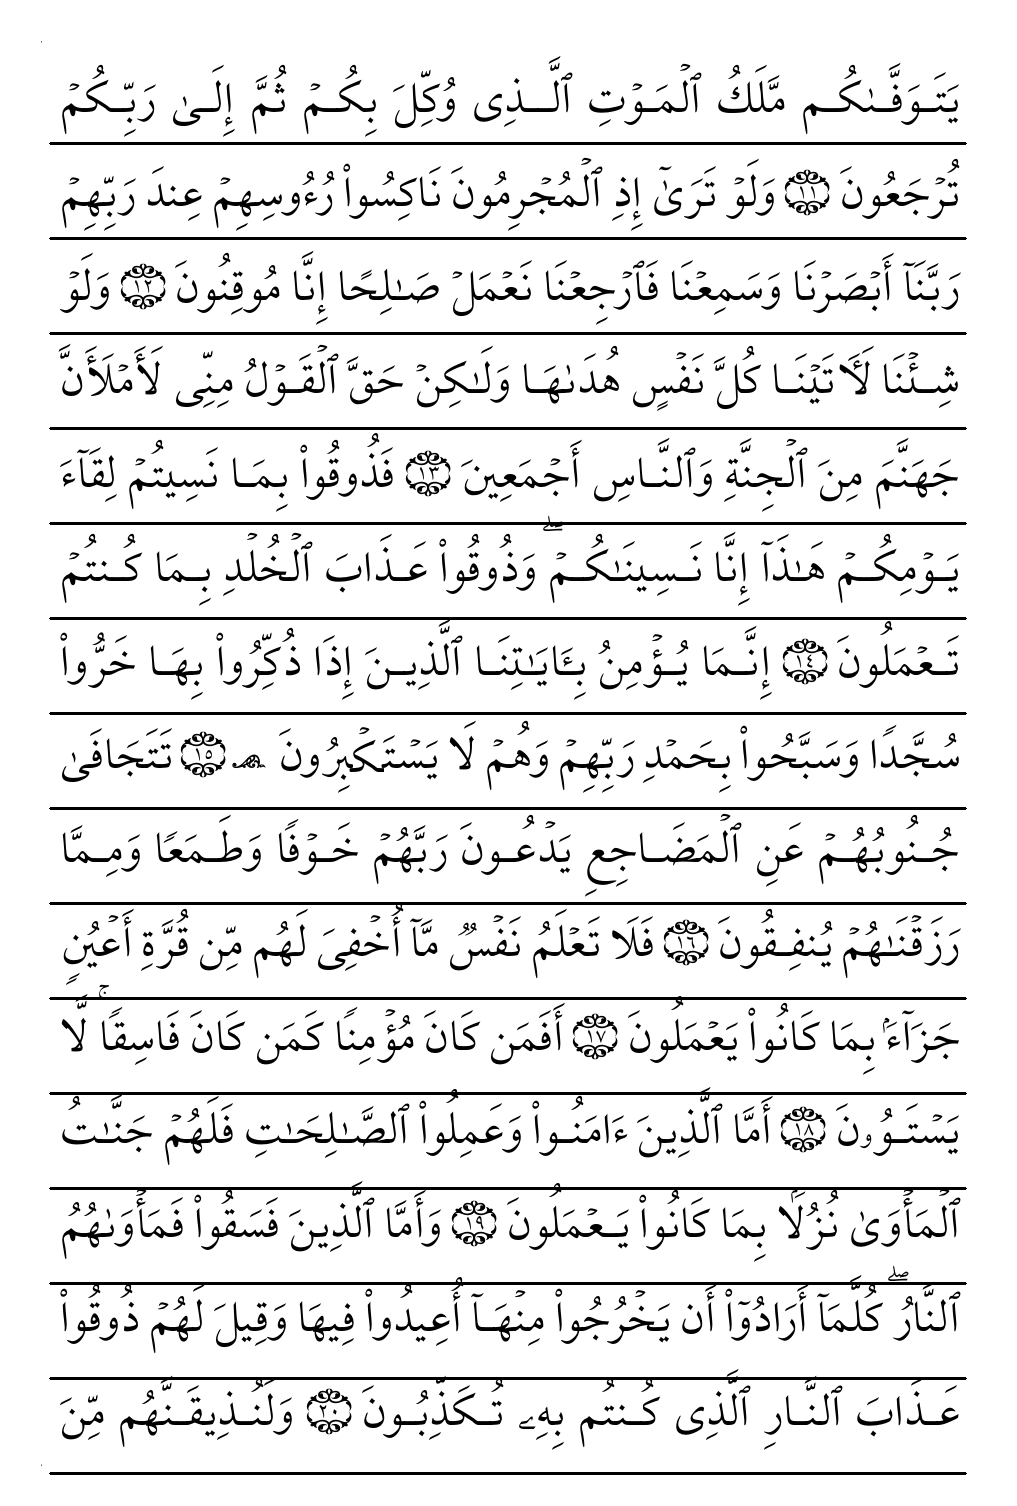 يَتَوَفَّىٰكُم مَّلَكُ ٱلْمَوْتِ ٱلَّذِى وُكِّلَ بِكُمْ ثُمَّ إِلَىٰ رَبِّكُمْ
تُرْجَعُونَ ١١ وَلَوْ تَرَىٰٓ إِذِ ٱلْمُجْرِمُونَ نَاكِسُوا۟ رُءُوسِهِمْ عِندَ رَبِّهِمْ
رَبَّنَآ أَبْصَرْنَا وَسَمِعْنَا فَٱرْجِعْنَا نَعْمَلْ صَـٰلِحًا إِنَّا مُوقِنُونَ ١٢ وَلَوْ
شِئْنَا لَـَٔاتَيْنَا كُلَّ نَفْسٍ هُدَىٰهَا وَلَـٰكِنْ حَقَّ ٱلْقَوْلُ مِنِّى لَأَمْلَأَنَّ
جَهَنَّمَ مِنَ ٱلْجِنَّةِ وَٱلنَّاسِ أَجْمَعِينَ ١٣ فَذُوقُوا۟ بِمَا نَسِيتُمْ لِقَآءَ
يَوْمِكُمْ هَـٰذَآ إِنَّا نَسِينَـٰكُمْ ۖ وَذُوقُوا۟ عَذَابَ ٱلْخُلْدِ بِمَا كُنتُمْ
تَعْمَلُونَ ١٤ إِنَّمَا يُؤْمِنُ بِـَٔايَـٰتِنَا ٱلَّذِينَ إِذَا ذُكِّرُوا۟ بِهَا خَرُّوا۟
سُجَّدًا وَسَبَّحُوا۟ بِحَمْدِ رَبِّهِمْ وَهُمْ لَا يَسْتَكْبِرُونَ ۩ ١٥ تَتَجَافَىٰ
جُنُوبُهُمْ عَنِ ٱلْمَضَاجِعِ يَدْعُونَ رَبَّهُمْ خَوْفًا وَطَمَعًا وَمِمَّا
رَزَقْنَـٰهُمْ يُنفِقُونَ ١٦ فَلَا تَعْلَمُ نَفْسٌ مَّآ أُخْفِىَ لَهُم مِّن قُرَّةِ أَعْيُنٍ
جَزَآءًۢ بِمَا كَانُوا۟ يَعْمَلُونَ ١٧ أَفَمَن كَانَ مُؤْمِنًا كَمَن كَانَ فَاسِقًا ۚ لَّا
يَسْتَوُۥنَ ١٨ أَمَّا ٱلَّذِينَ ءَامَنُوا۟ وَعَمِلُوا۟ ٱلصَّـٰلِحَـٰتِ فَلَهُمْ جَنَّـٰتُ
ٱلْمَأْوَىٰ نُزُلًۢا بِمَا كَانُوا۟ يَعْمَلُونَ ١٩ وَأَمَّا ٱلَّذِينَ فَسَقُوا۟ فَمَأْوَىٰهُمُ
ٱلنَّارُ ۖ كُلَّمَآ أَرَادُوٓا۟ أَن يَخْرُجُوا۟ مِنْهَآ أُعِيدُوا۟ فِيهَا وَقِيلَ لَهُمْ ذُوقُوا۟
عَذَابَ ٱلنَّارِ ٱلَّذِى كُنتُم بِهِۦ تُكَذِّبُونَ ٢٠ وَلَنُذِيقَنَّهُم مِّنَ